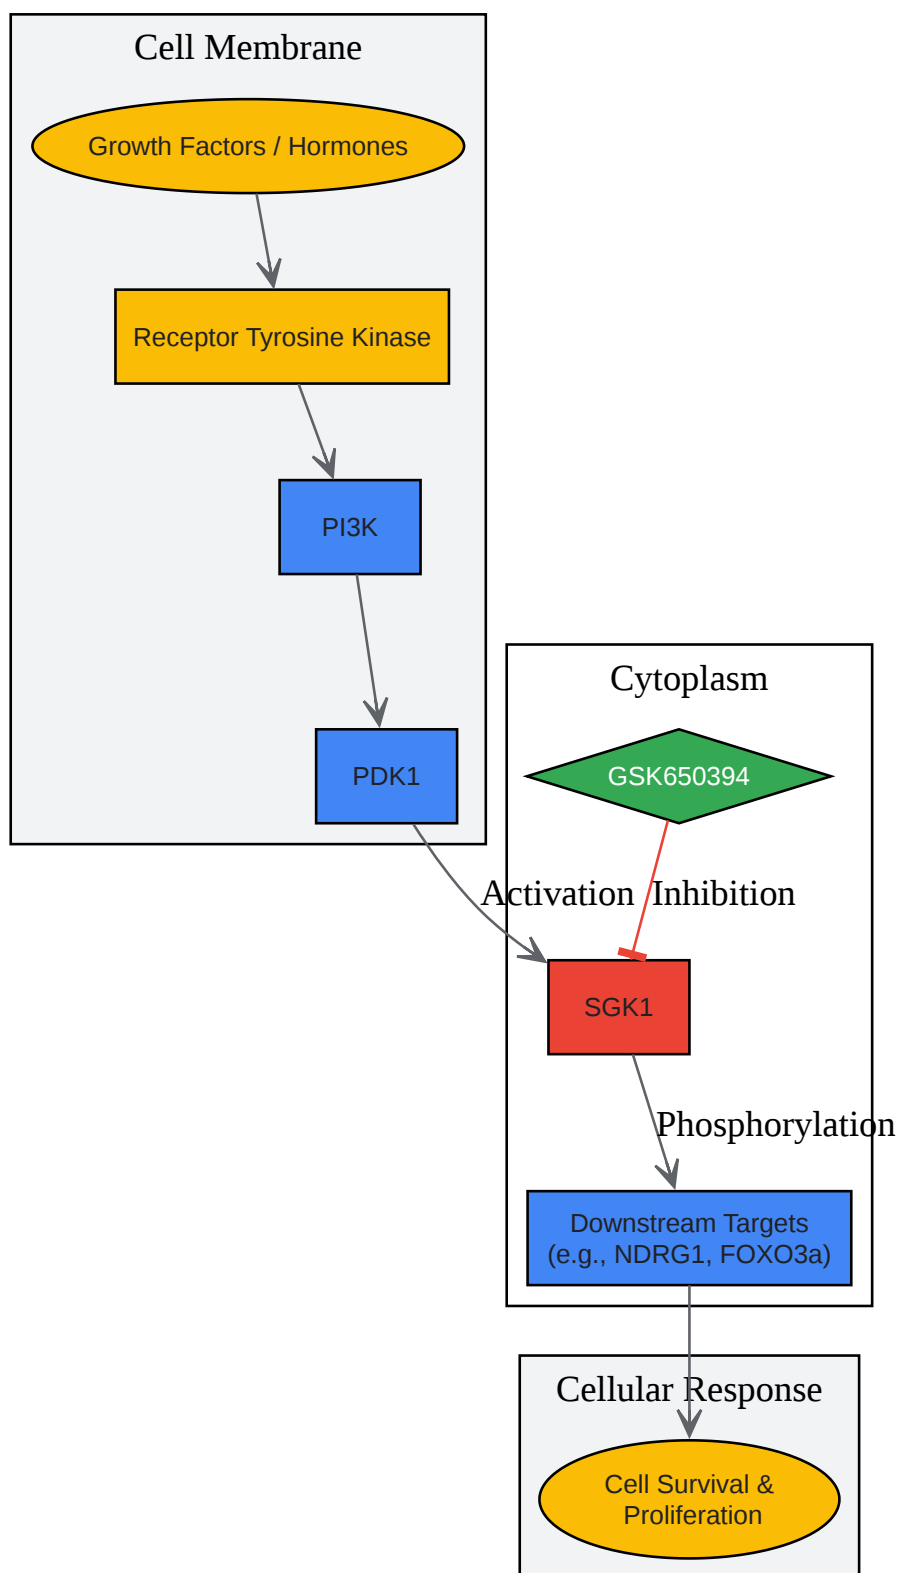 Cell Membrane
Growth Factors / Hormones
Receptor Tyrosine Kinase
PI3K
PDK1
Cytoplasm
GSK650394
Activation
Inhibition
SGK1
Phosphorylation
Downstream Targets
(e.g., NDRG1, FOXO3a)
Cellular Response
Cell Survival &
Proliferation